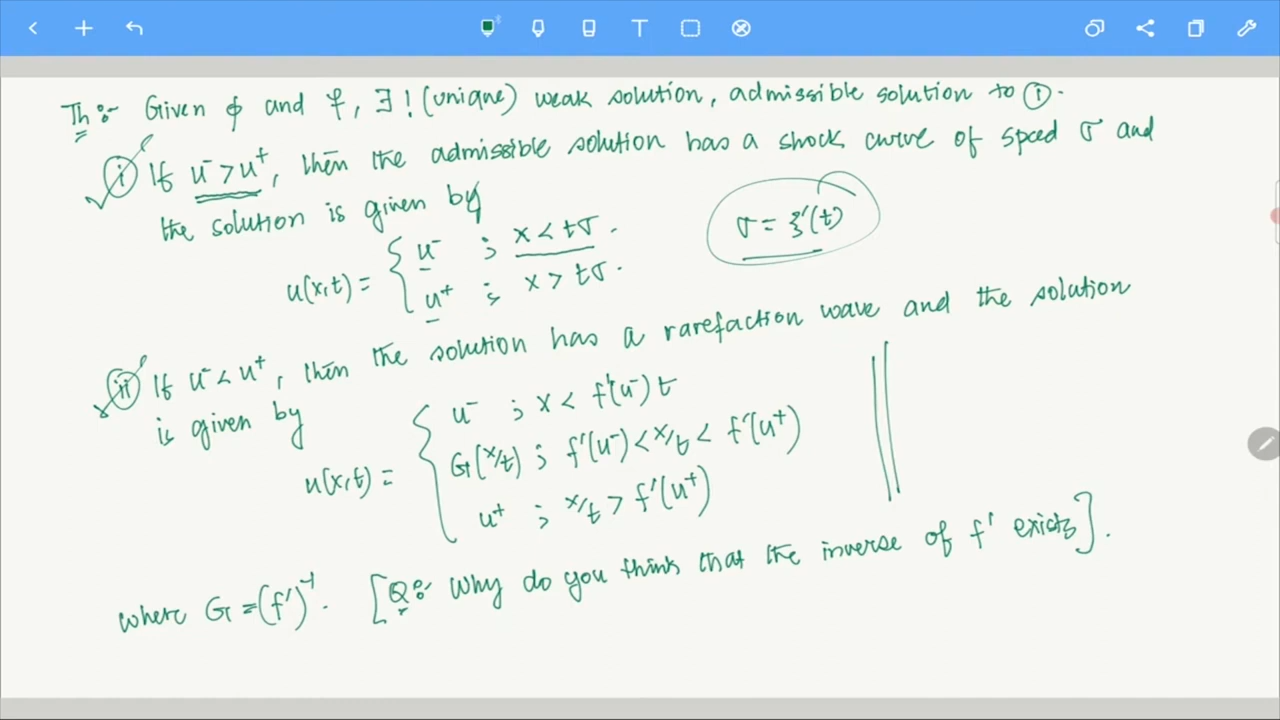 Th:- Given ϕ and f, ∃! (unique) weak solution, admissible solution to ①.
(i) If u⁻ > u⁺, then the admissible solution has a shock curve of speed σ and
the solution is given by
u(x,t) = { u⁻ ; x < tσ.
u⁺ ; x > tσ.
σ = ξ'(t)
(ii) If u⁻ < u⁺, then the solution has a rarefaction wave and the solution
is given by
u(x,t) = { u⁻ ; x < f'(u⁻) t
G(x/t) ; f'(u⁻) < x/t < f'(u⁺)
u⁺ ; x/t > f'(u⁺)
where G = (f')⁻¹. [Q:- Why do you think that the inverse of f' exists].